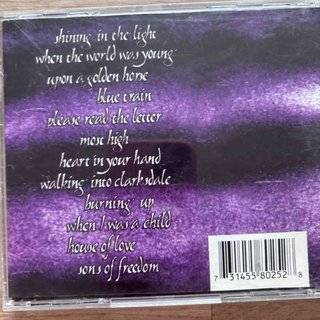 shining in the light
when the world was young
upon a golden horse
blue train
please read the letter
most high
heart in your hand
walking into clarksdale
burning up
when I was a child
house of love
sons of freedom
7 31455 80252 8